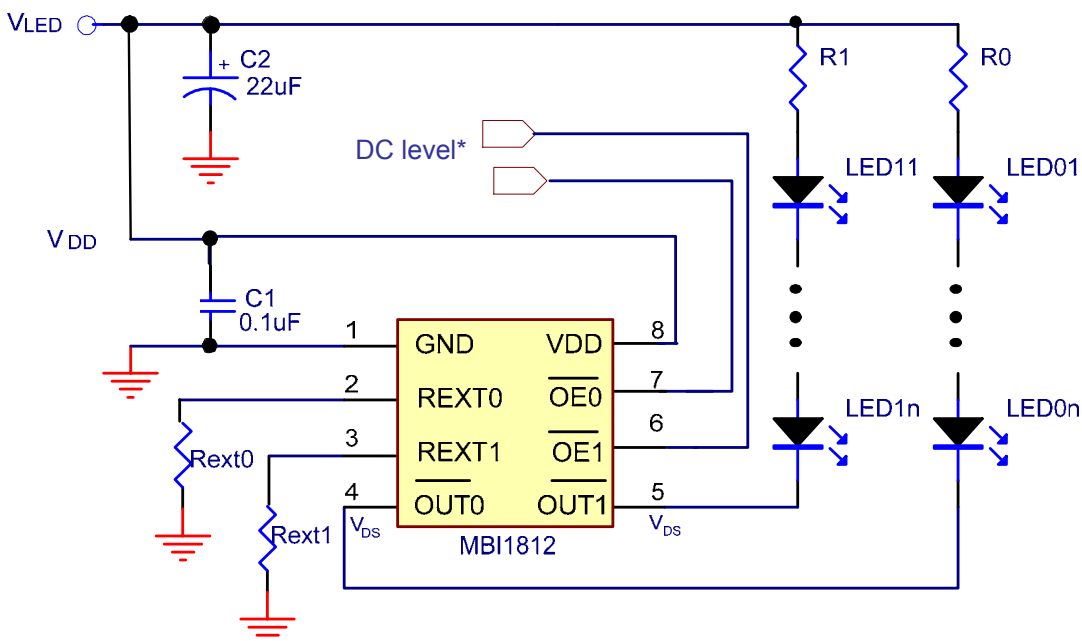 VLED
+ C2
22uF
R1
R0
DC level*
LED11
LED01
VDD
C1
0.1uF
1
GND
VDD
8
2
REXT0
OE0
7
3
REXT1
OE1
6
4
OUT0
OUT1
5
VDS
VDS
Rext0
Rext1
MBI1812
LED1n
LED0n